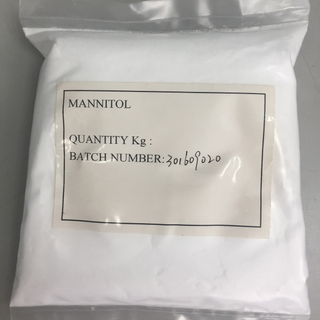 MANNITOL
QUANTITY Kg :
BATCH NUMBER: 301609020